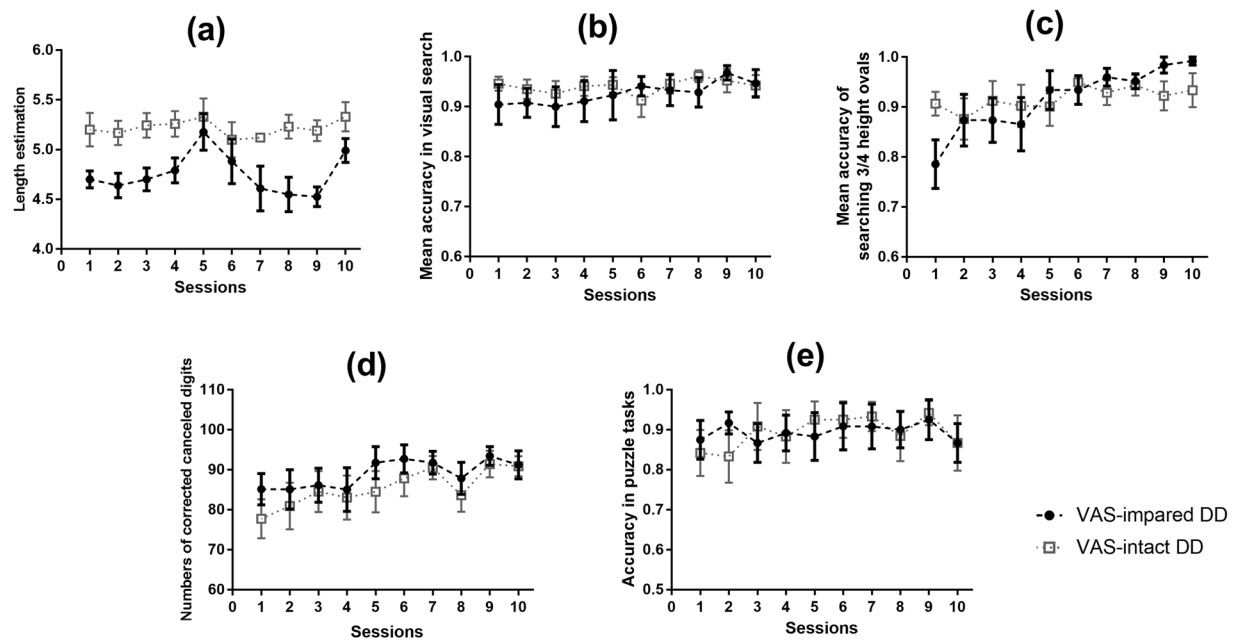 (a)
6.0
5.5
5.0
4.5
4.0
Length estimation
0 1 2 3 4 5 6 7 8 9 10
Sessions
(b)
1.0
0.9
0.8
0.7
0.6
Mean accuracy in visual search
0 1 2 3 4 5 6 7 8 9 10
Sessions
(c)
1.0
0.9
0.8
0.7
0.6
Mean accuracy of
searching 3/4 height ovals
0 1 2 3 4 5 6 7 8 9 10
Sessions
(d)
110
100
90
80
70
60
Numbers of corrected canceled digits
0 1 2 3 4 5 6 7 8 9 10
Sessions
(e)
1.0
0.9
0.8
0.7
0.6
0.5
Accuracy in puzzle tasks
0 1 2 3 4 5 6 7 8 9 10
Sessions
VAS-impared DD
VAS-intact DD